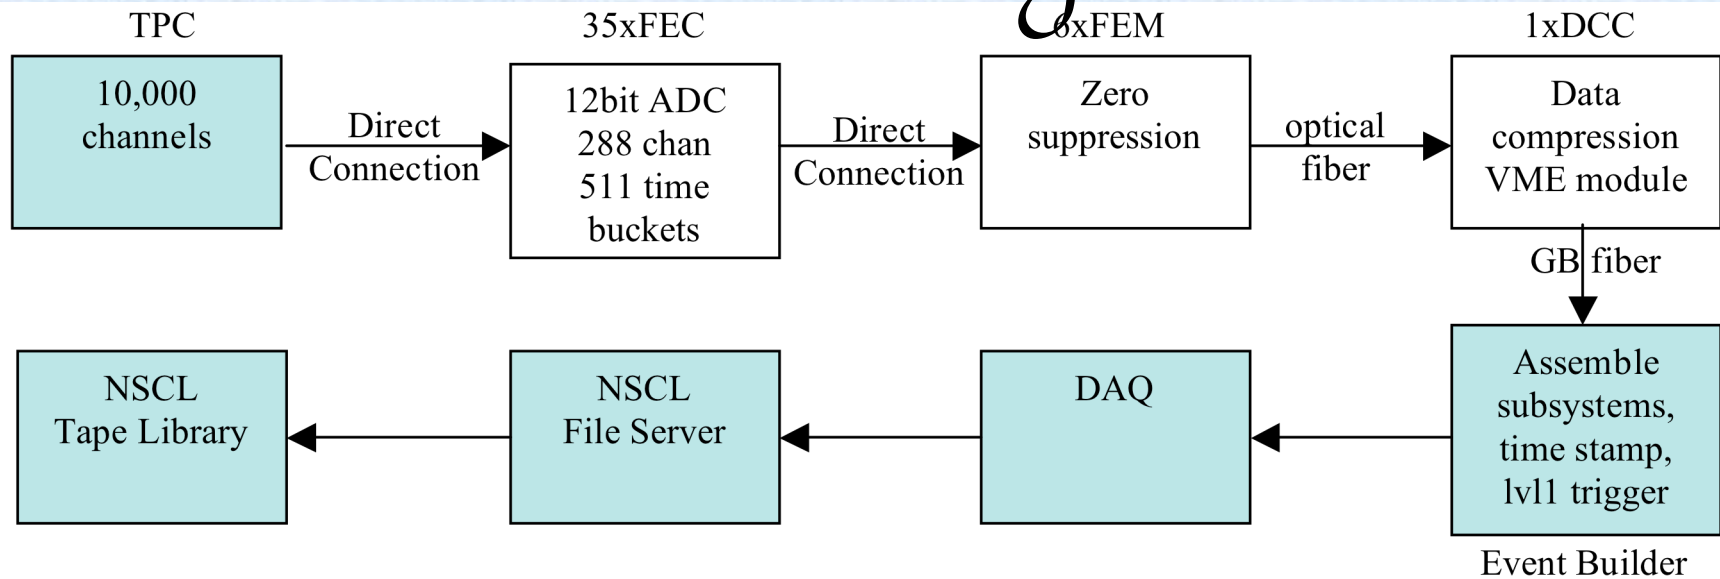 TPC
35xFEC
6xFEM
1xDCC
10,000
channels
Direct
Connection
12bit ADC
288 chan
511 time
buckets
Direct
Connection
Zero
suppression
optical
fiber
Data
compression
VME module
GB fiber
NSCL
Tape Library
NSCL
File Server
DAQ
Assemble
subsystems,
time stamp,
lvl1 trigger
Event Builder